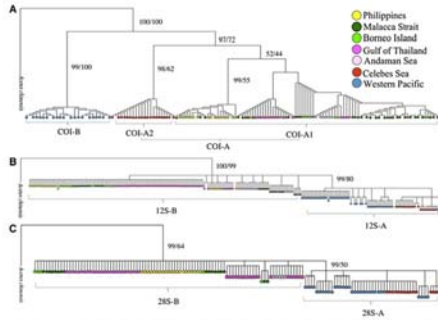 A
100/100
97/72
52/44
99/100
98/62
99/55
Philippines
Malacca Strait
Borneo Island
Gulf of Thailand
Andaman Sea
Celebes Sea
Western Pacific
COI-B
COI-A2
COI-A1
COI-A
B
100/99
99/80
12S-B
12S-A
C
99/64
99/50
28S-B
28S-A